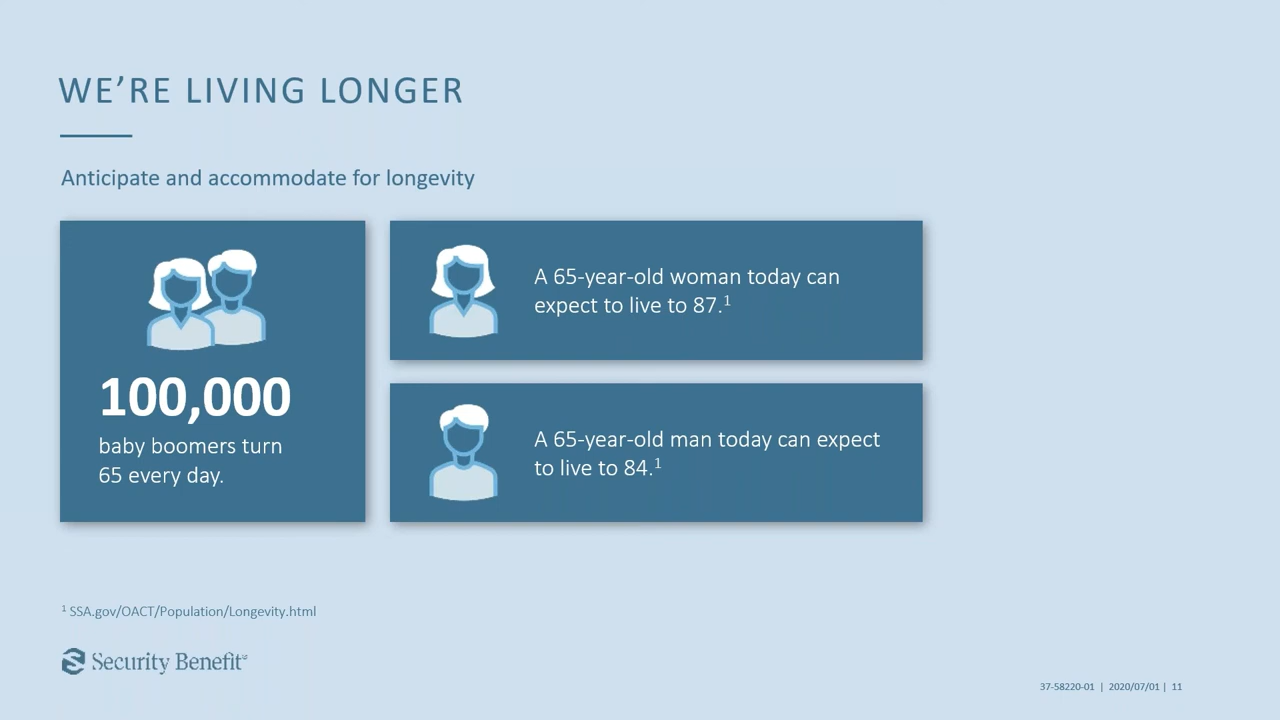 WE’RE LIVING LONGER
Anticipate and accommodate for longevity
100,000
baby boomers turn
65 every day.
A 65-year-old woman today can
expect to live to 87.¹
A 65-year-old man today can expect
to live to 84.¹
¹ SSA.gov/OACT/Population/Longevity.html
Security Benefit
37-58220-01 | 2020/07/01 | 11